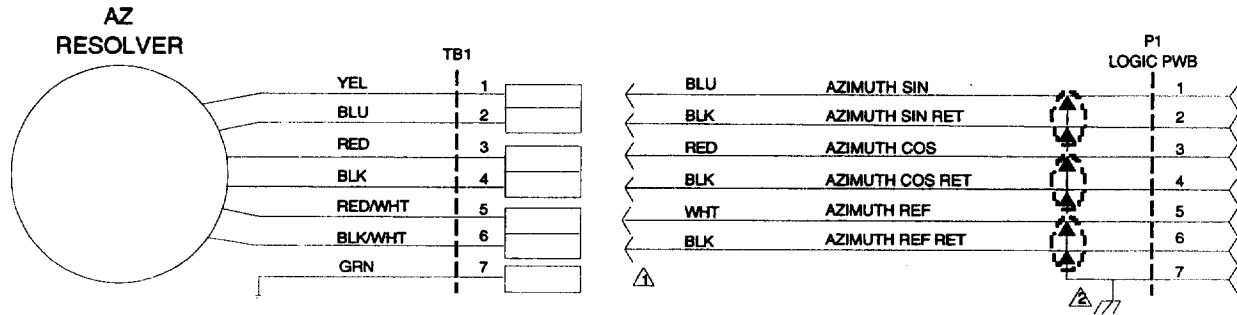 AZ
RESOLVER
TB1
P1
LOGIC PWB
YEL 1 BLU AZIMUTH SIN 1
BLU 2 BLK AZIMUTH SIN RET 2
RED 3 RED AZIMUTH COS 3
BLK 4 BLK AZIMUTH COS RET 4
RED/WHT 5 WHT AZIMUTH REF 5
BLK/WHT 6 BLK AZIMUTH REF RET 6
GRN 7 1 7
2